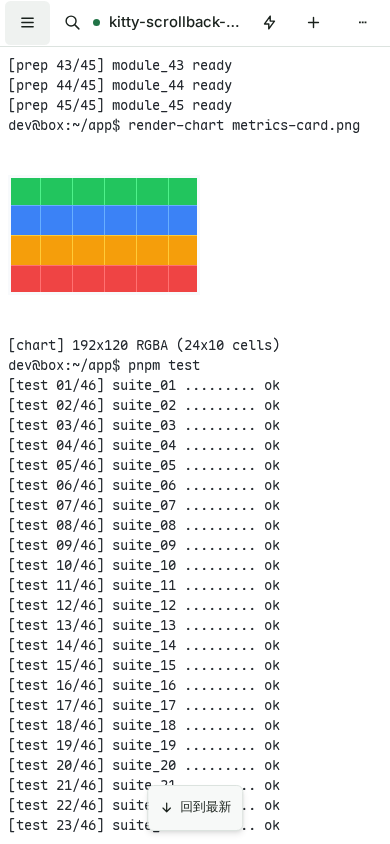 kitty-scrollback-...
[prep 43/45] module_43 ready
[prep 44/45] module_44 ready
[prep 45/45] module_45 ready
dev@box:~/app$ render-chart metrics-card.png
[chart] 192x120 RGBA (24x10 cells)
dev@box:~/app$ pnpm test
[test 01/46] suite_01 ......... ok
[test 02/46] suite_02 ......... ok
[test 03/46] suite_03 ......... ok
[test 04/46] suite_04 ......... ok
[test 05/46] suite_05 ......... ok
[test 06/46] suite_06 ......... ok
[test 07/46] suite_07 ......... ok
[test 08/46] suite_08 ......... ok
[test 09/46] suite_09 ......... ok
[test 10/46] suite_10 ......... ok
[test 11/46] suite_11 ......... ok
[test 12/46] suite_12 ......... ok
[test 13/46] suite_13 ......... ok
[test 14/46] suite_14 ......... ok
[test 15/46] suite_15 ......... ok
[test 16/46] suite_16 ......... ok
[test 17/46] suite_17 ......... ok
[test 18/46] suite_18 ......... ok
[test 19/46] suite_19 ......... ok
[test 20/46] suite_20 ......... ok
[test 21/46] suite_21 .. ok
[test 22/46] .. ok
[test 23/46] .. ok
回到最新